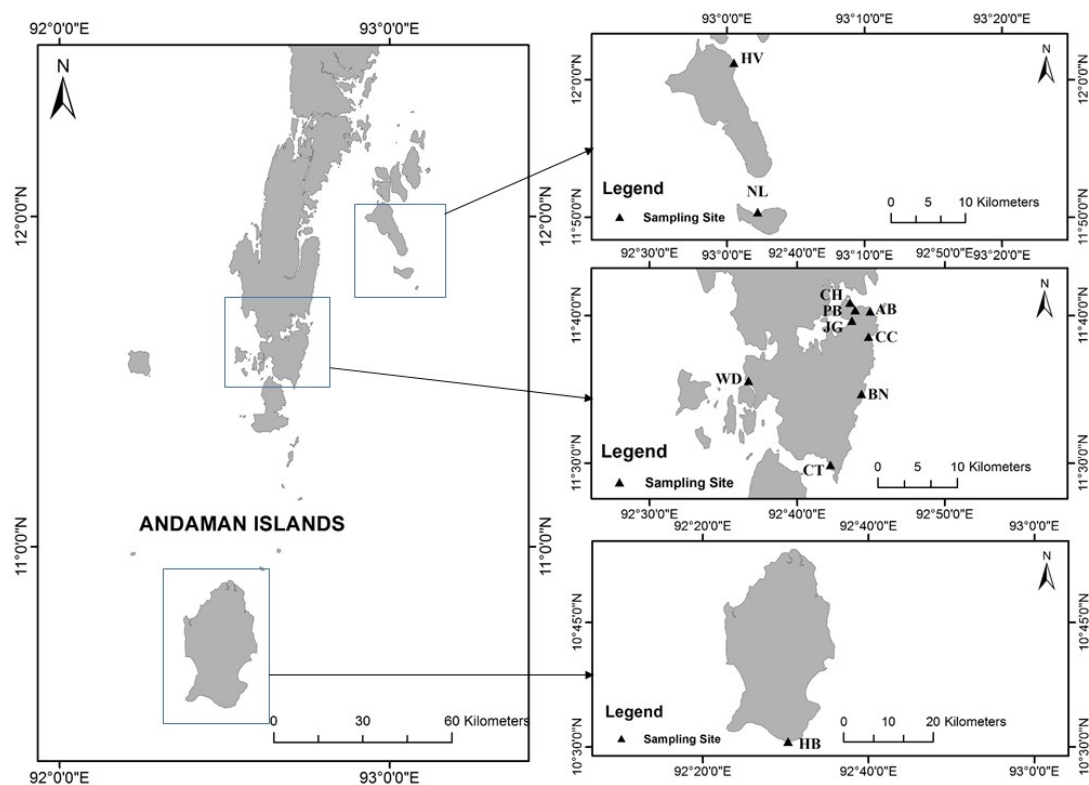 92°0'0"E
93°0'0"E
N
12°0'0"N
12°0'0"N
ANDAMAN ISLANDS
11°0'0"N
11°0'0"N
0 30 60 Kilometers
92°0'0"E
93°0'0"E
93°0'0"E
93°10'0"E
93°20'0"E
12°0'0"N
HV
N
12°0'0"N
Legend
NL
Sampling Site
0 5 10 Kilometers
11°50'0"N
11°50'0"N
92°30'0"E
93°0'0"E
92°40'0"E
93°10'0"E
92°50'0"E
93°20'0"E
N
11°40'0"N
CH
PB
AB
JG
CC
11°40'0"N
WD
BN
Legend
Sampling Site
0 5 10 Kilometers
CT
11°30'0"N
11°30'0"N
92°30'0"E
92°20'0"E
92°40'0"E
92°40'0"E
92°50'0"E
93°0'0"E
N
10°45'0"N
10°45'0"N
Legend
Sampling Site
0 10 20 Kilometers
HB
10°30'0"N
10°30'0"N
92°20'0"E
92°40'0"E
93°0'0"E